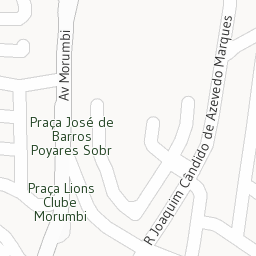 Av Morumbi
Praça José de
Barros
Poyares Sobr
Praça Lions
Clube
Morumbi
R Joaquim Cândido de Azevedo Marques